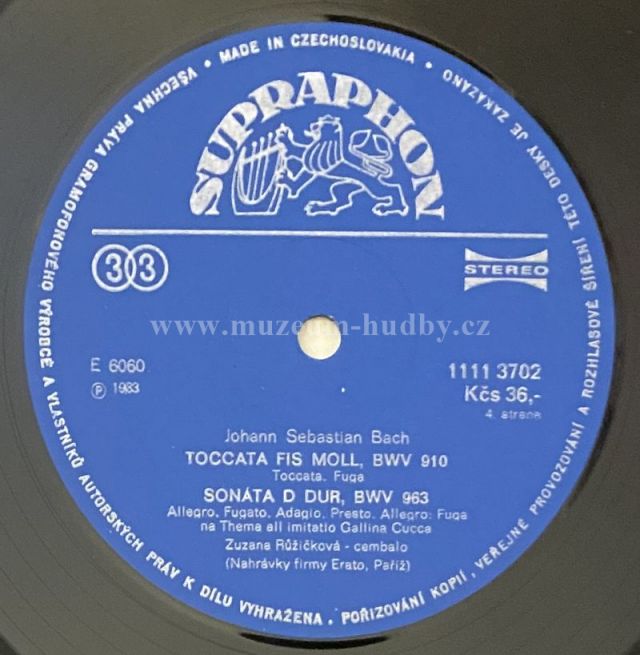 VŠECHNA PRÁVA GRAMOFONOVÉHO VÝROBCE A VLASTNÍKŮ AUTORSKÝCH PRÁV K DÍLU VYHRAŽENA. POŘIZOVÁNÍ KOPIÍ, VEŘEJNÉ PROVOZOVÁNÍ A ROZHLASOVÉ ŠÍŘENÍ TÉTO DESKY JE ZAKÁZÁNO • MADE IN CZECHOSLOVAKIA •
SUPRAPHON
33
STEREO
www.muzeum-hudby.cz
E 6060
℗ 1983
1111 3702
Kčs 36,-
4. strana
Johann Sebastian Bach
TOCCATA FIS MOLL, BWV 910
Toccata. Fuga
SONÁTA D DUR, BWV 963
Allegro. Fugato. Adagio. Presto. Allegro: Fuga
na Thema all imitatio Gallina Cucca
Zuzana Růžičková - cembalo
(Nahrávky firmy Erato, Paříž)